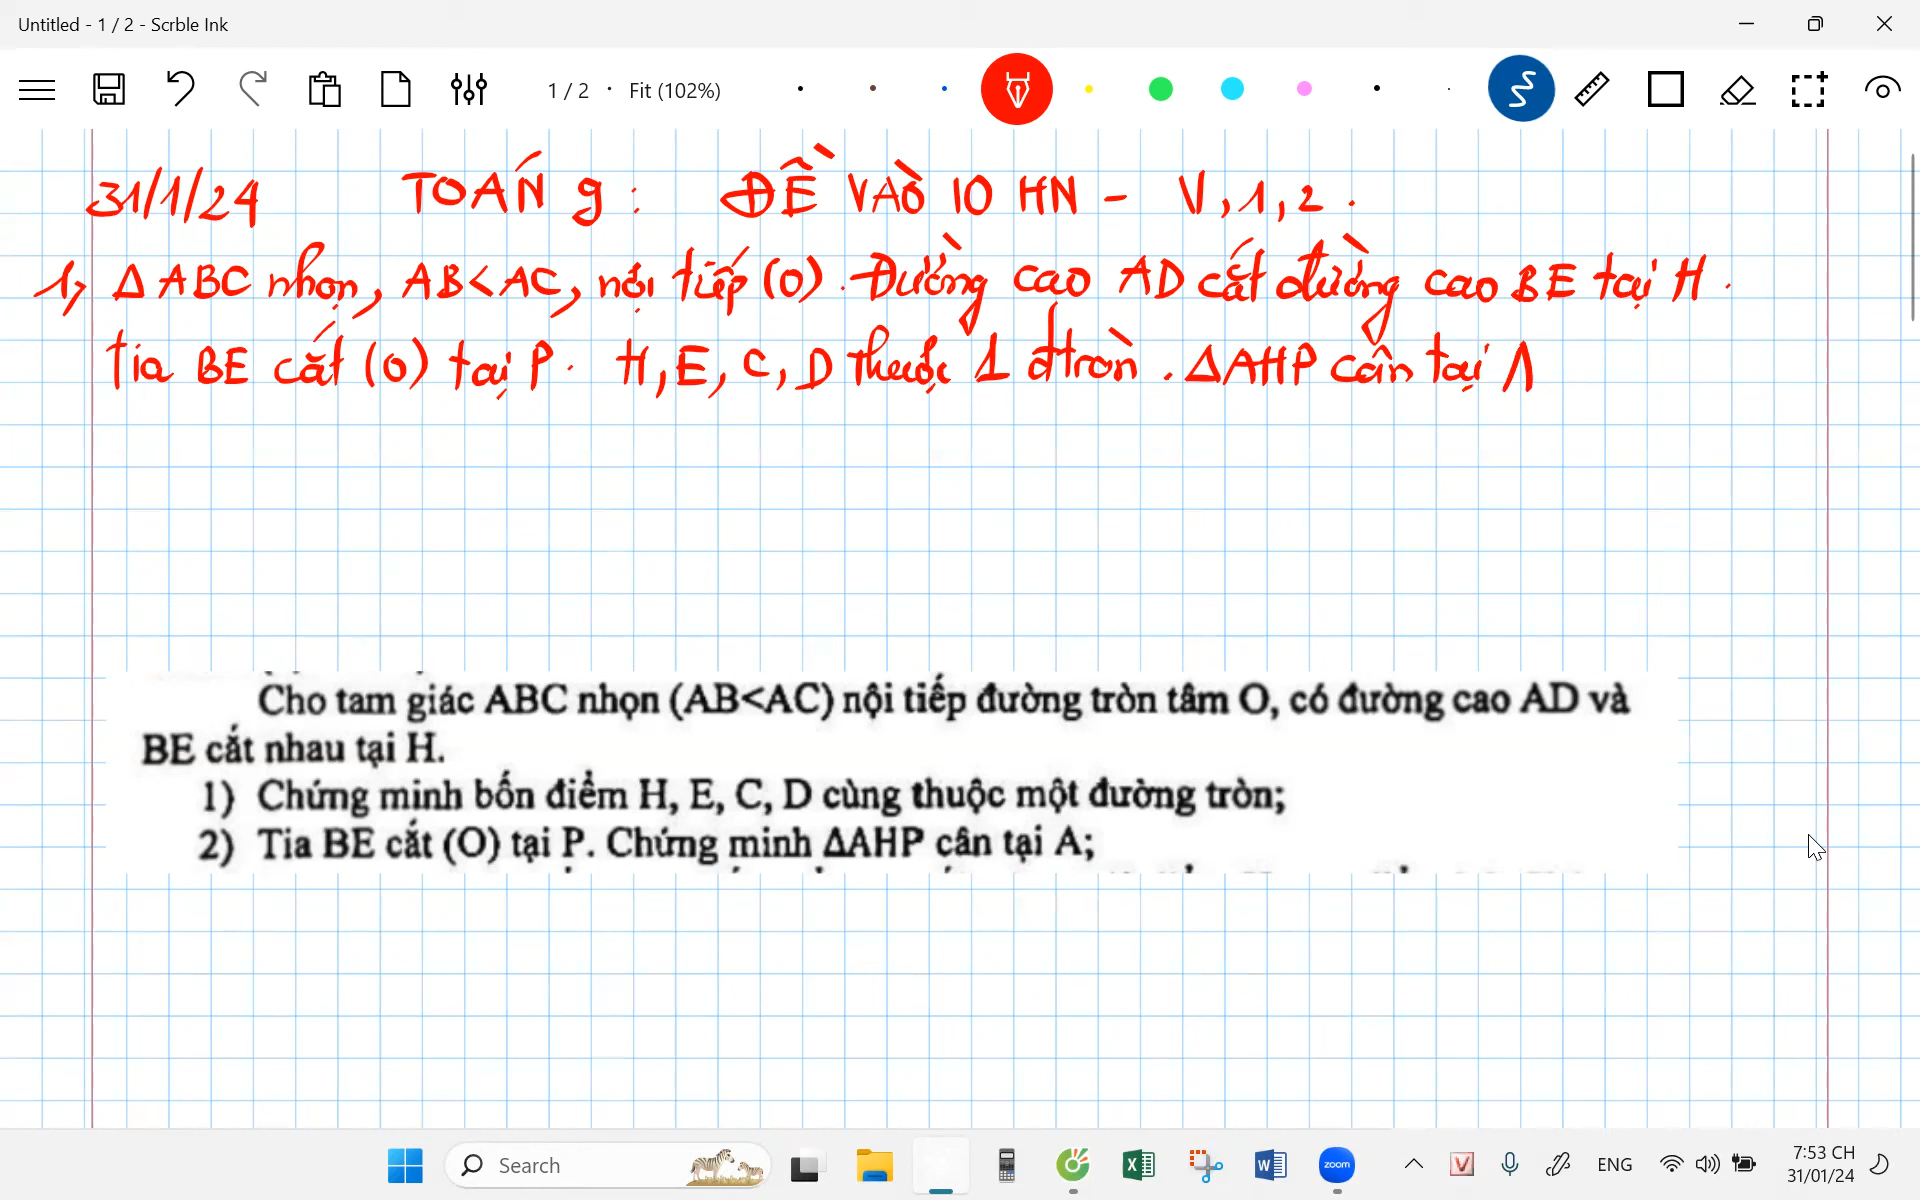 Untitled - 1 / 2 - Scrble Ink
1 / 2 · Fit (102%)
31/1/24 TOÁN 9 : ĐỀ VÀO 10 HN - V, 1, 2 .
1, Δ ABC nhọn, AB<AC, nội tiếp (O). Đường cao AD cắt đường cao BE tại H .
Tia BE cắt (O) tại P. H, E, C, D thuộc 1 đtròn . ΔAHP cân tại A
Cho tam giác ABC nhọn (AB<AC) nội tiếp đường tròn tâm O, có đường cao AD và
BE cắt nhau tại H.
1) Chứng minh bốn điểm H, E, C, D cùng thuộc một đường tròn;
2) Tia BE cắt (O) tại P. Chứng minh ΔAHP cân tại A;
Search
zoom
ENG
7:53 CH
31/01/24